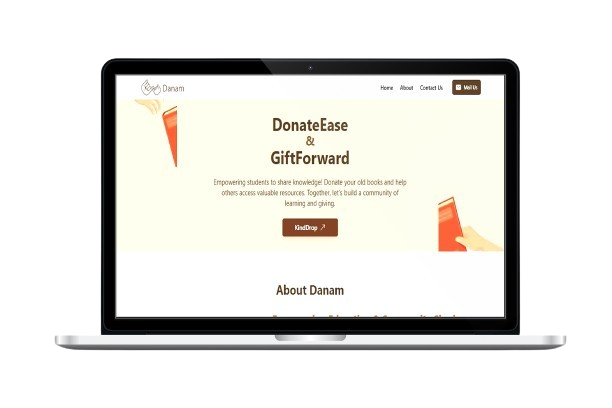 Danam
Home About Contact Us Mail Us
DonateEase
&
GiftForward
Empowering students to share knowledge! Donate your old books and help
others access valuable resources. Together, let's build a community of
learning and giving.
KindDrop
About Danam